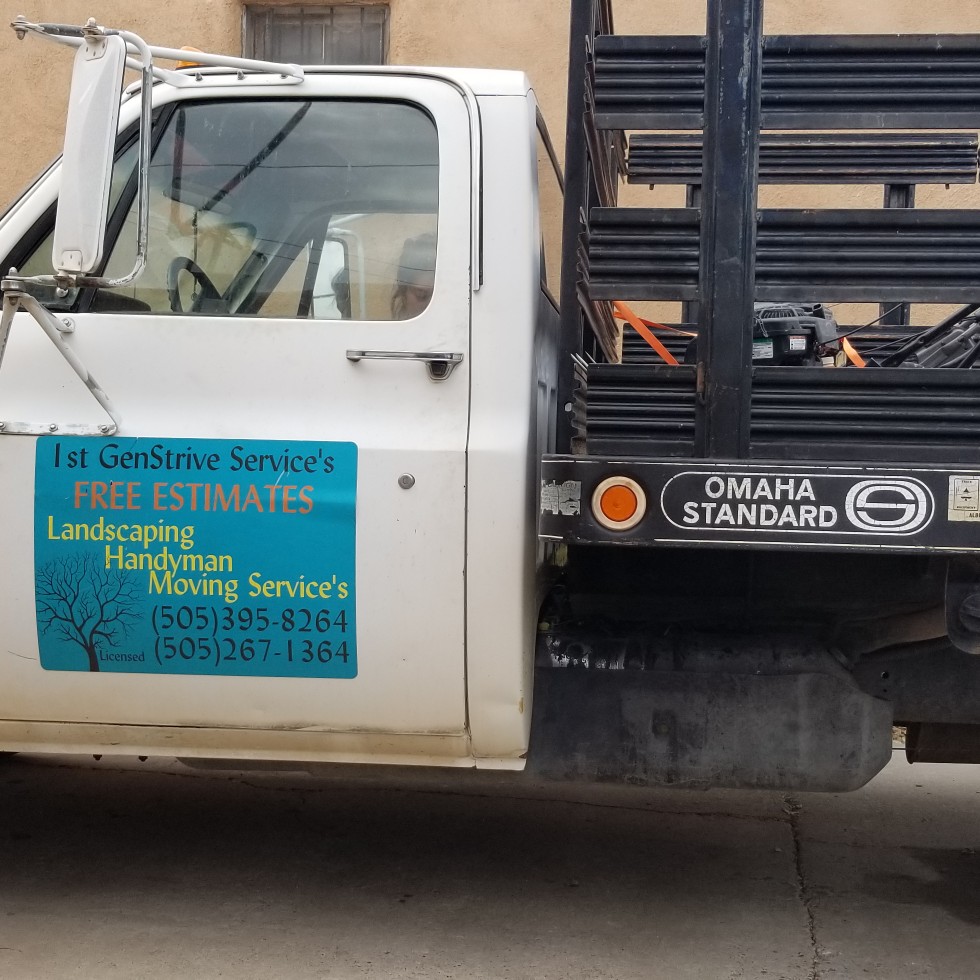 1st GenStrive Service's
FREE ESTIMATES
Landscaping
Handyman
Moving Service's
(505)395-8264
(505)267-1364
Licensed
OMAHA
STANDARD